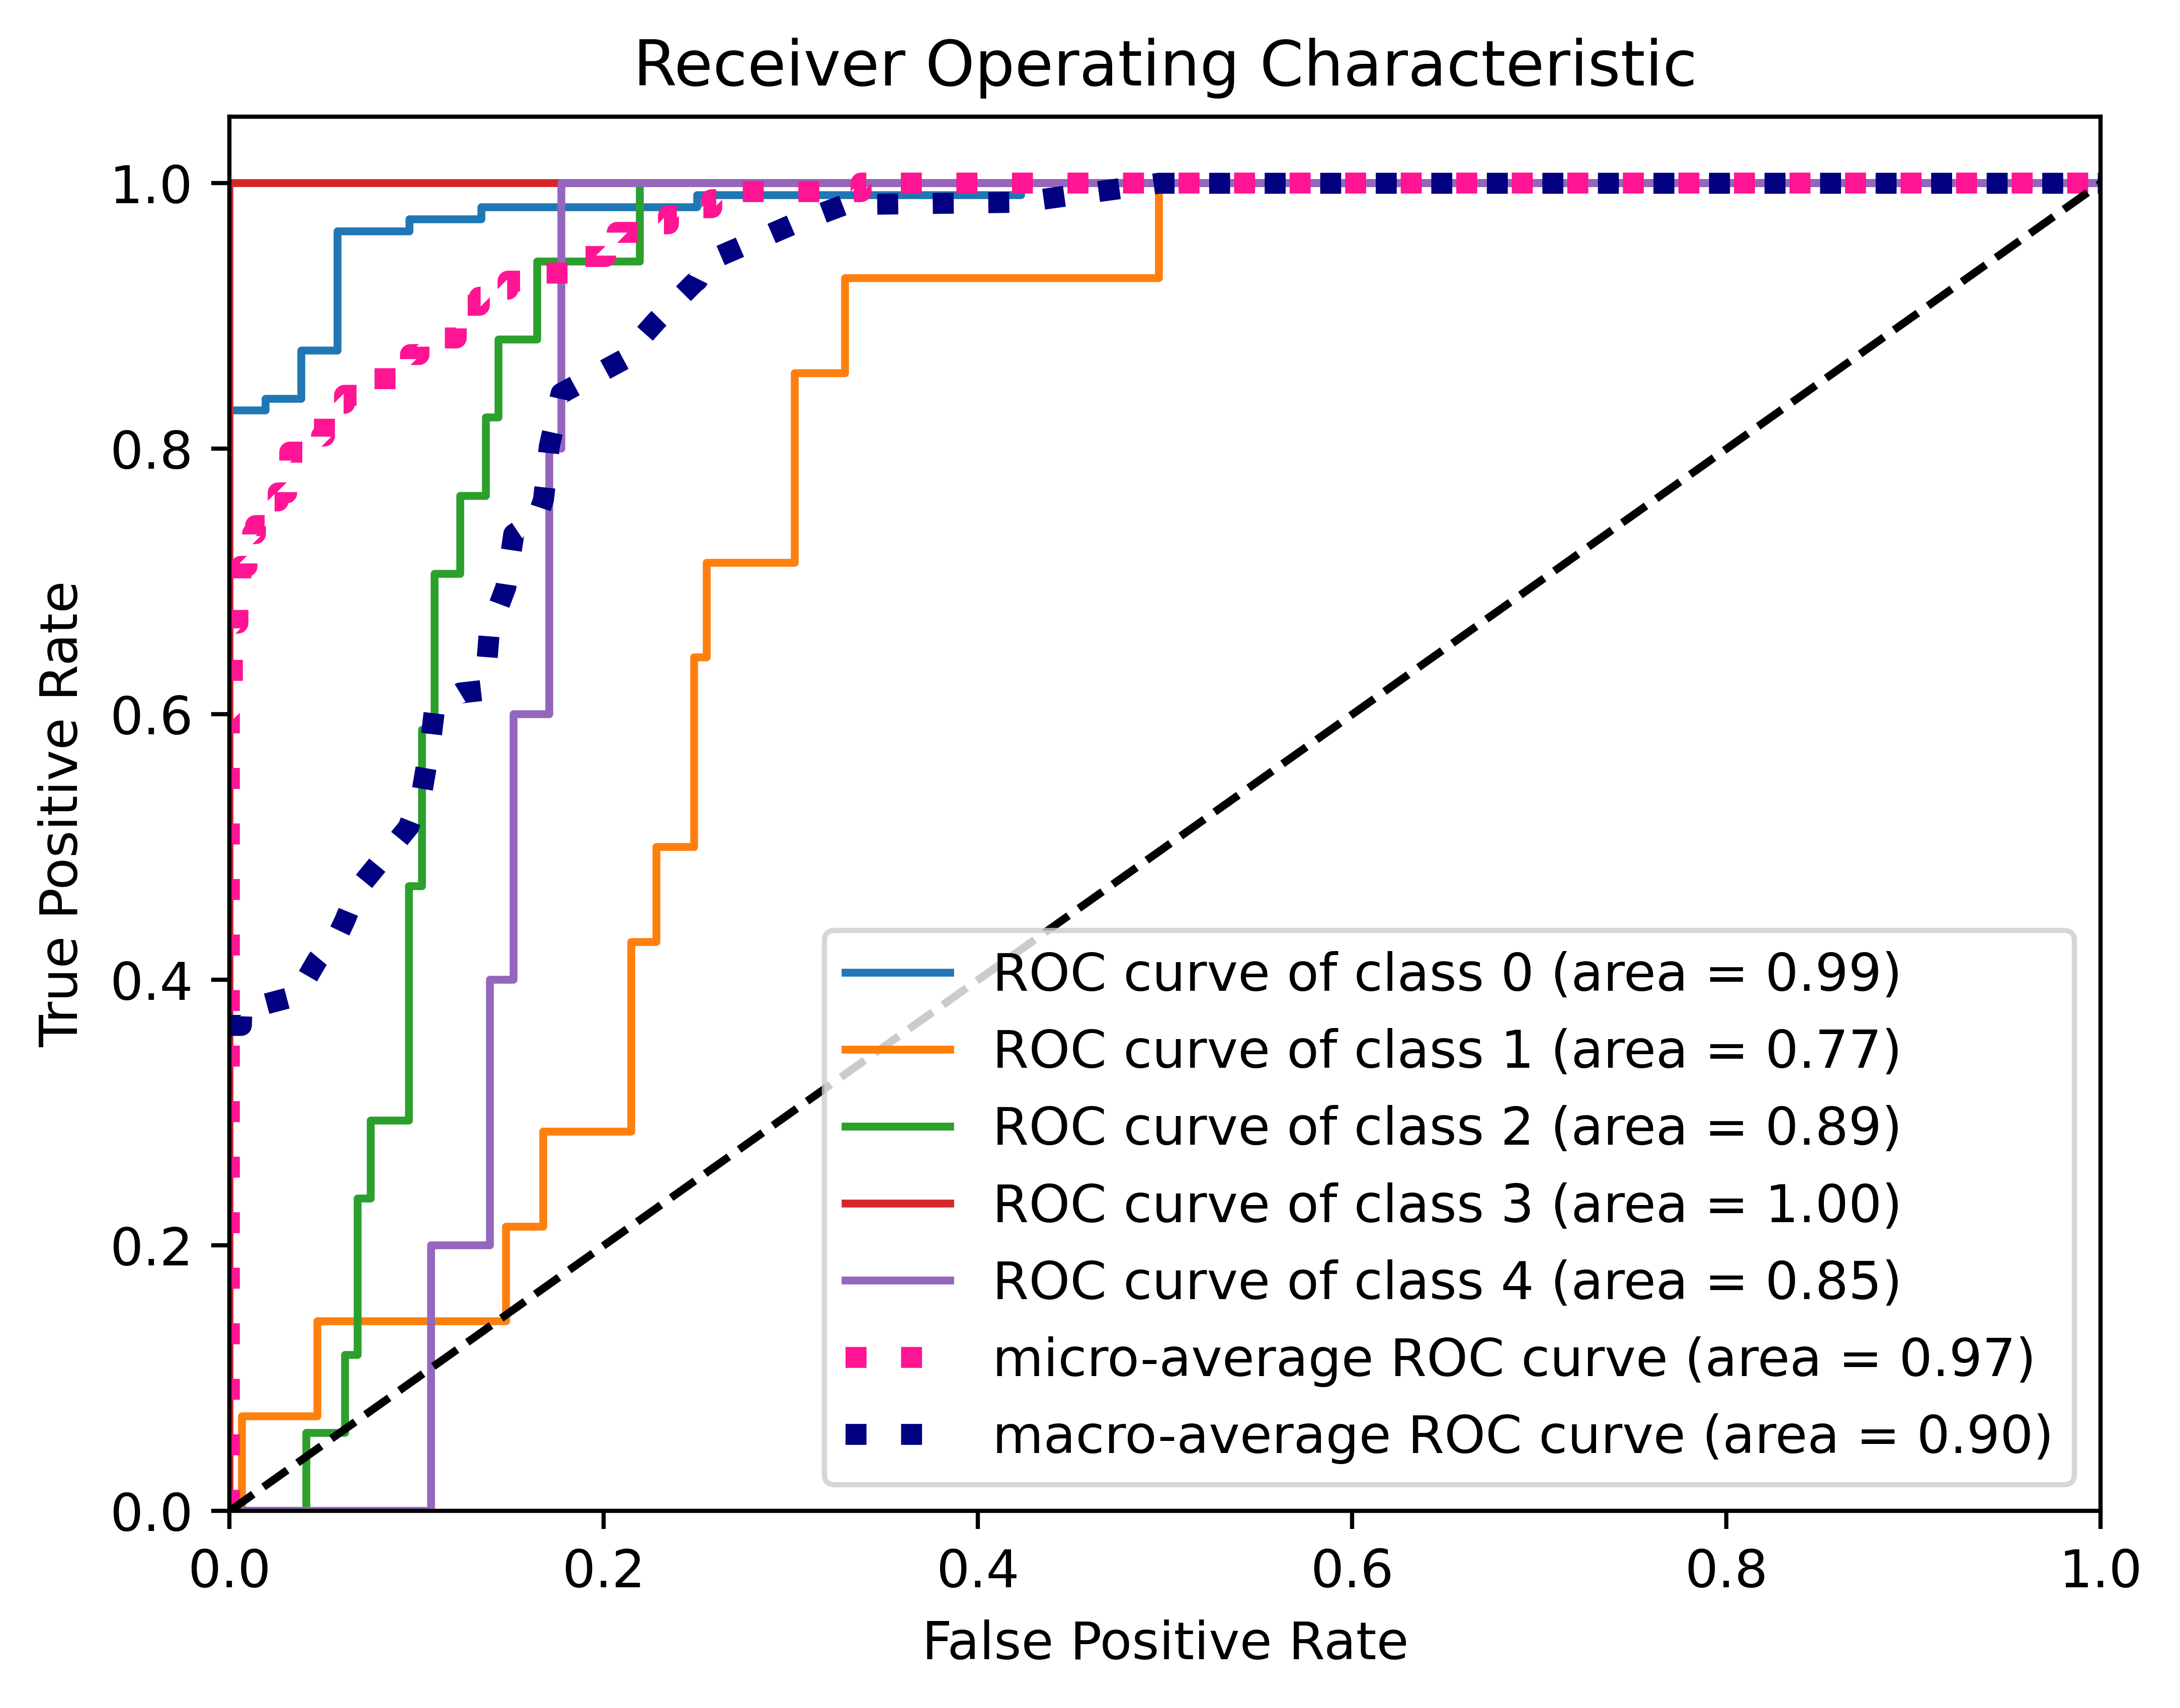 Receiver Operating Characteristic
1.0
0.8
0.6
0.4
0.2
0.0
True Positive Rate
ROC curve of class 0 (area = 0.99)
ROC curve of class 1 (area = 0.77)
ROC curve of class 2 (area = 0.89)
ROC curve of class 3 (area = 1.00)
ROC curve of class 4 (area = 0.85)
micro-average ROC curve (area = 0.97)
macro-average ROC curve (area = 0.90)
0.0 0.2 0.4 0.6 0.8 1.0
False Positive Rate